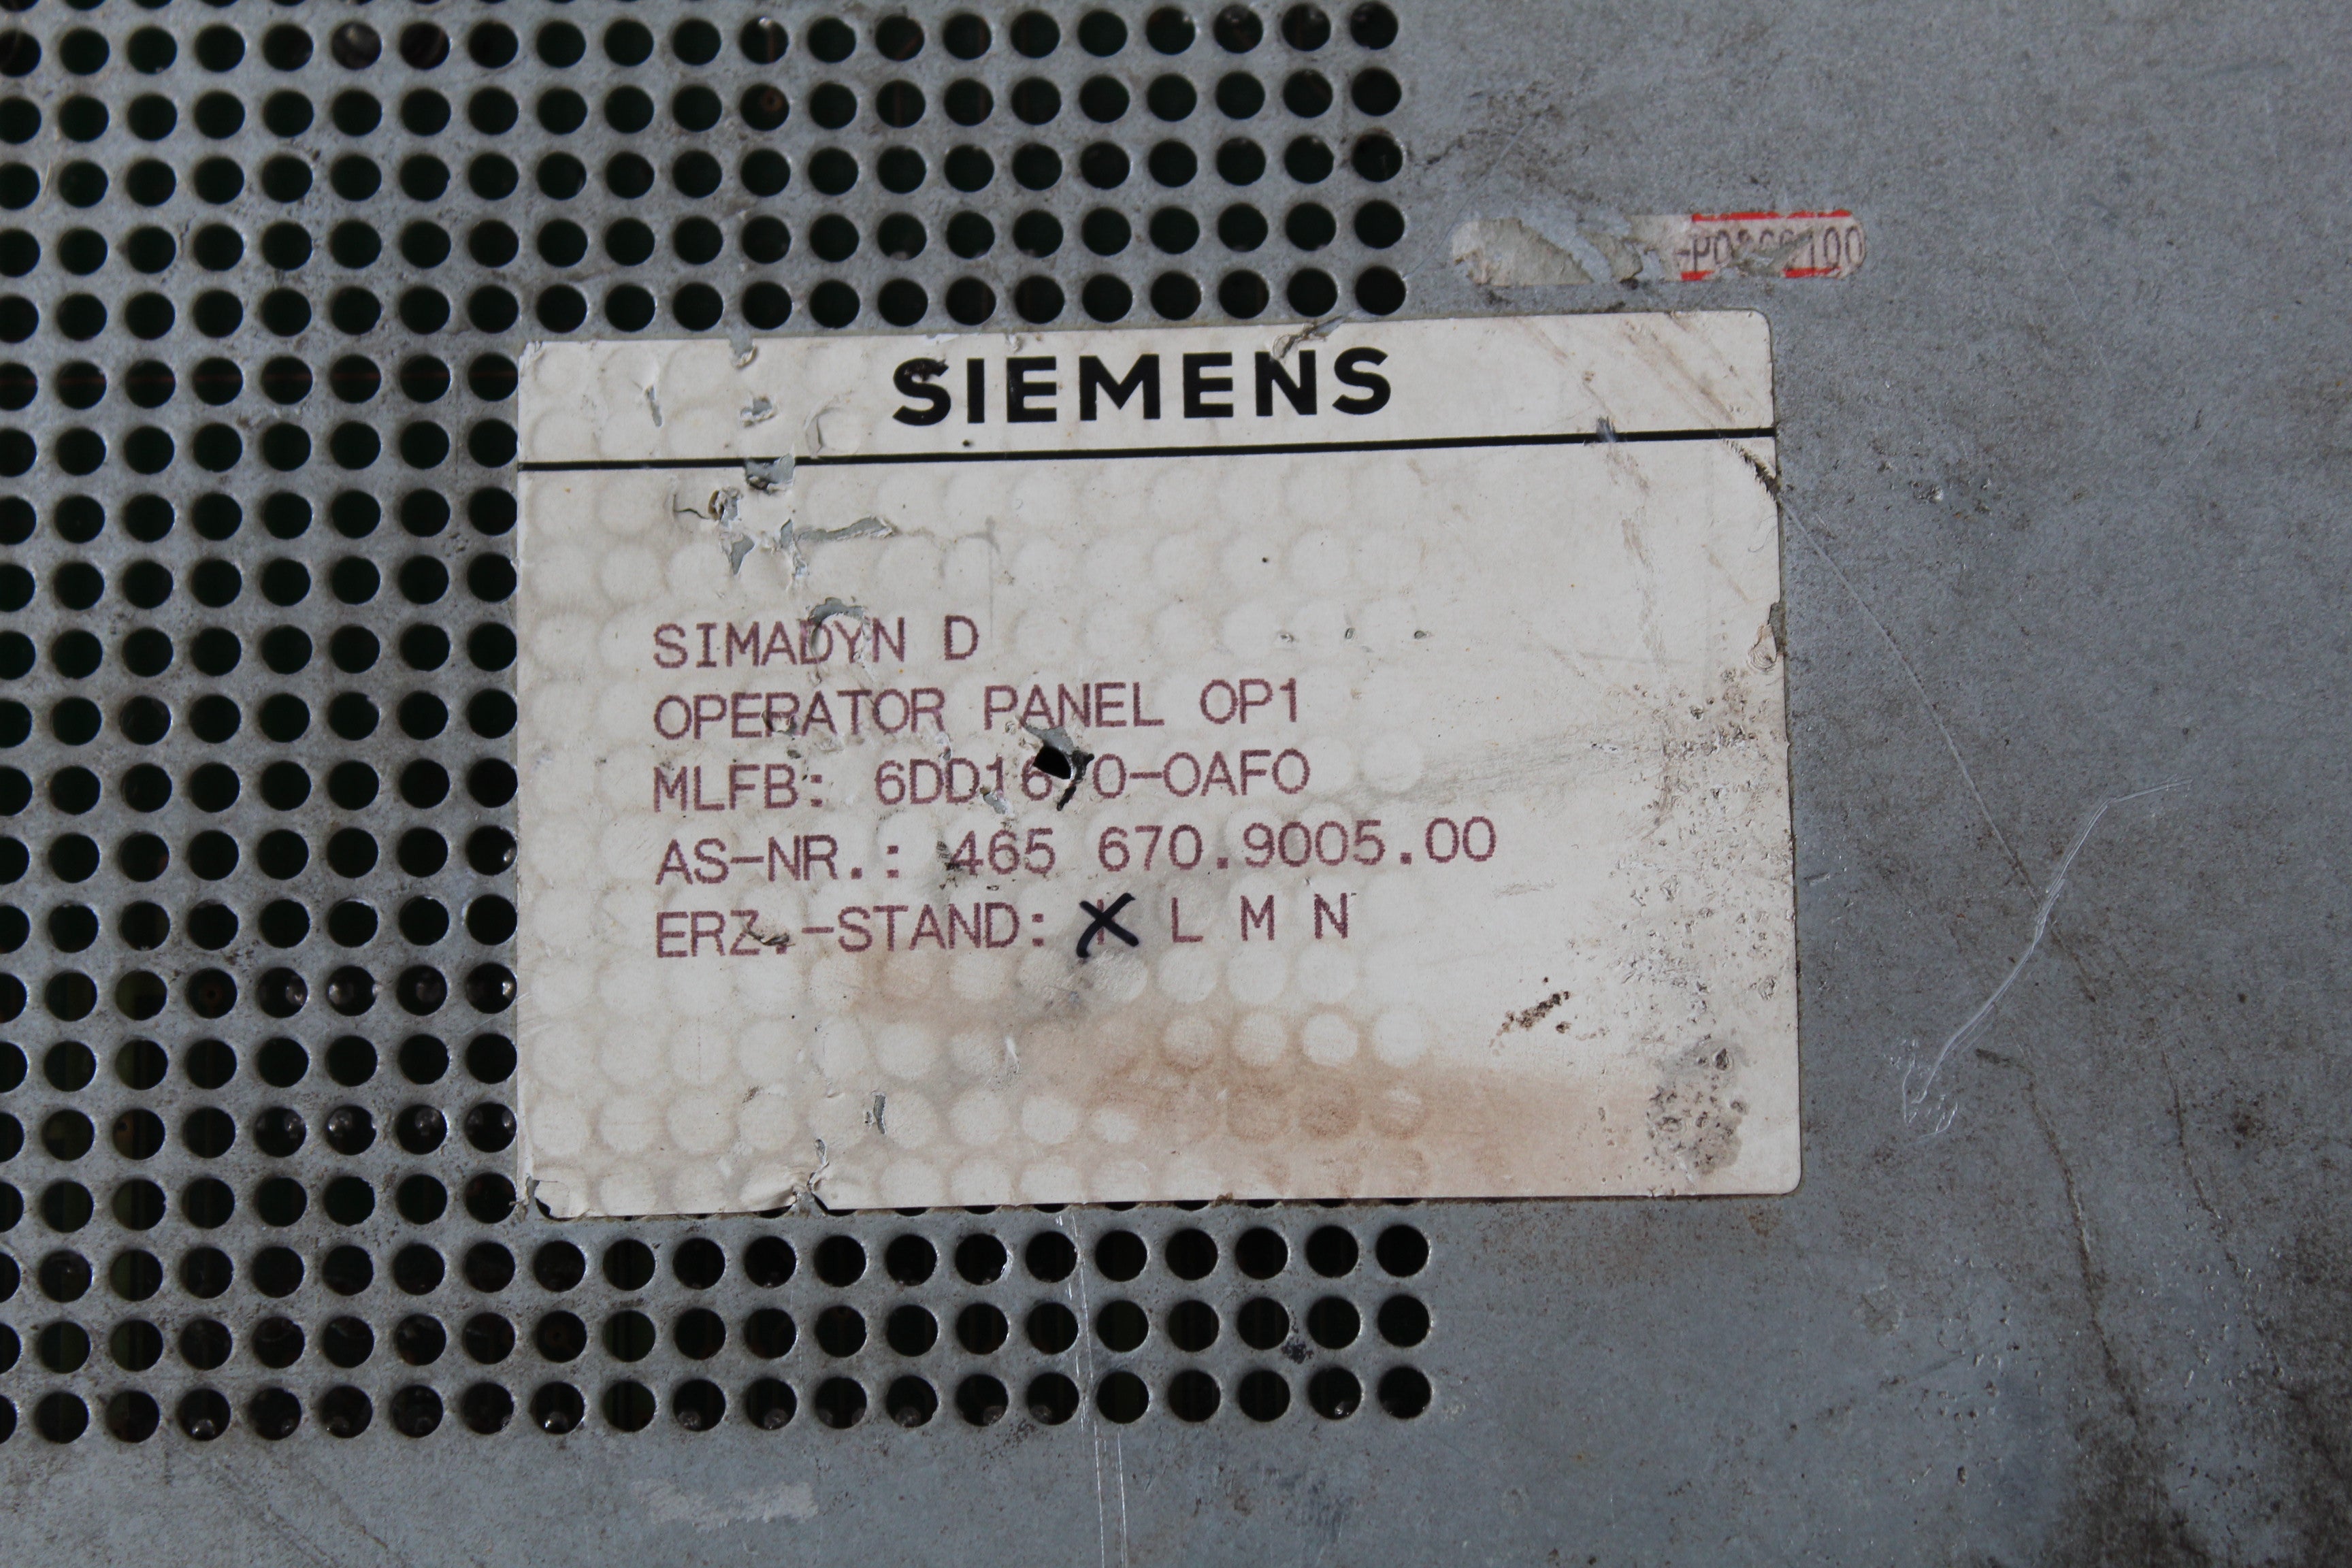 SIEMENS
SIMADYN D
OPERATOR PANEL OP1
MLFB: 6DD1670-0AF0
AS-NR.: 465 670.9005.00
ERZ.-STAND: K L M N